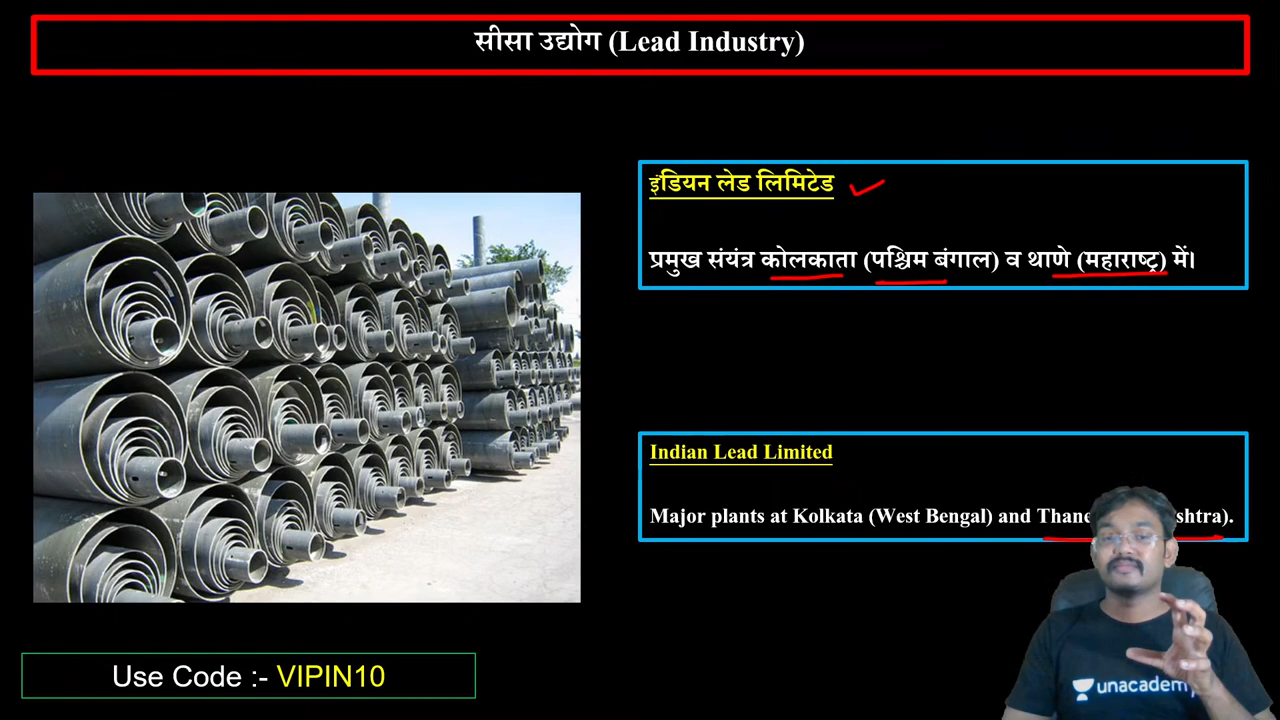 सीसा उद्योग (Lead Industry)
इंडियन लेड लिमिटेड
प्रमुख संयंत्र कोलकाता (पश्चिम बंगाल) व थाणे (महाराष्ट्र) में।
Indian Lead Limited
Major plants at Kolkata (West Bengal) and Thane shtra).
unacademy
Use Code :- VIPIN10